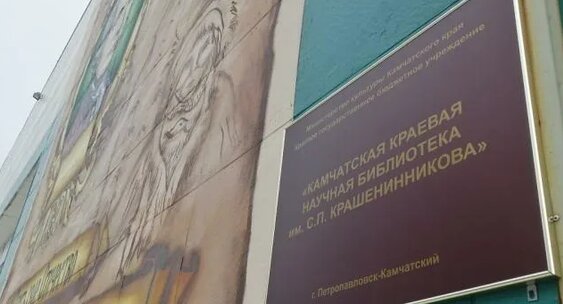 Министерство культуры Камчатского края
Краевое государственное бюджетное учреждение
«КАМЧАТСКАЯ КРАЕВАЯ
НАУЧНАЯ БИБЛИОТЕКА
им. С.П. КРАШЕНИННИКОВА»
г. Петропавловск-Камчатский